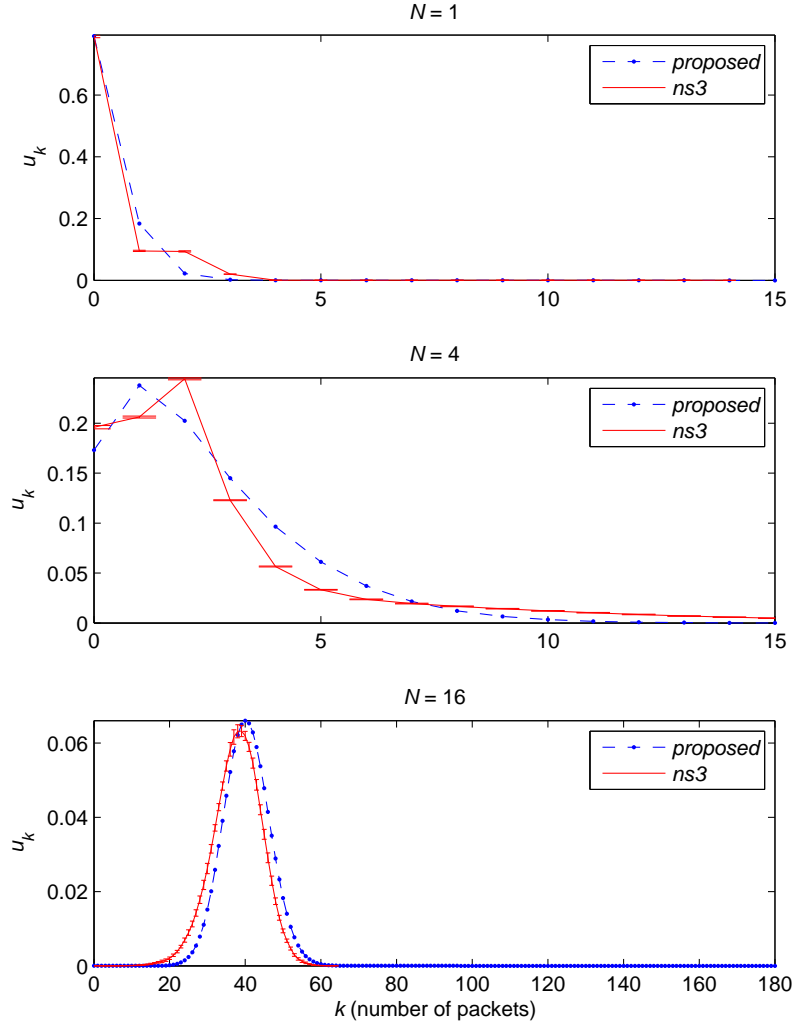 N = 1
0.6
0.4
0.2
0
u_k
proposed
ns3
0
5
10
15
N = 4
0.2
0.15
0.1
0.05
0
u_k
proposed
ns3
0
5
10
15
N = 16
0.06
0.04
0.02
0
u_k
proposed
ns3
0
20
40
60
80
100
120
140
160
180
k (number of packets)